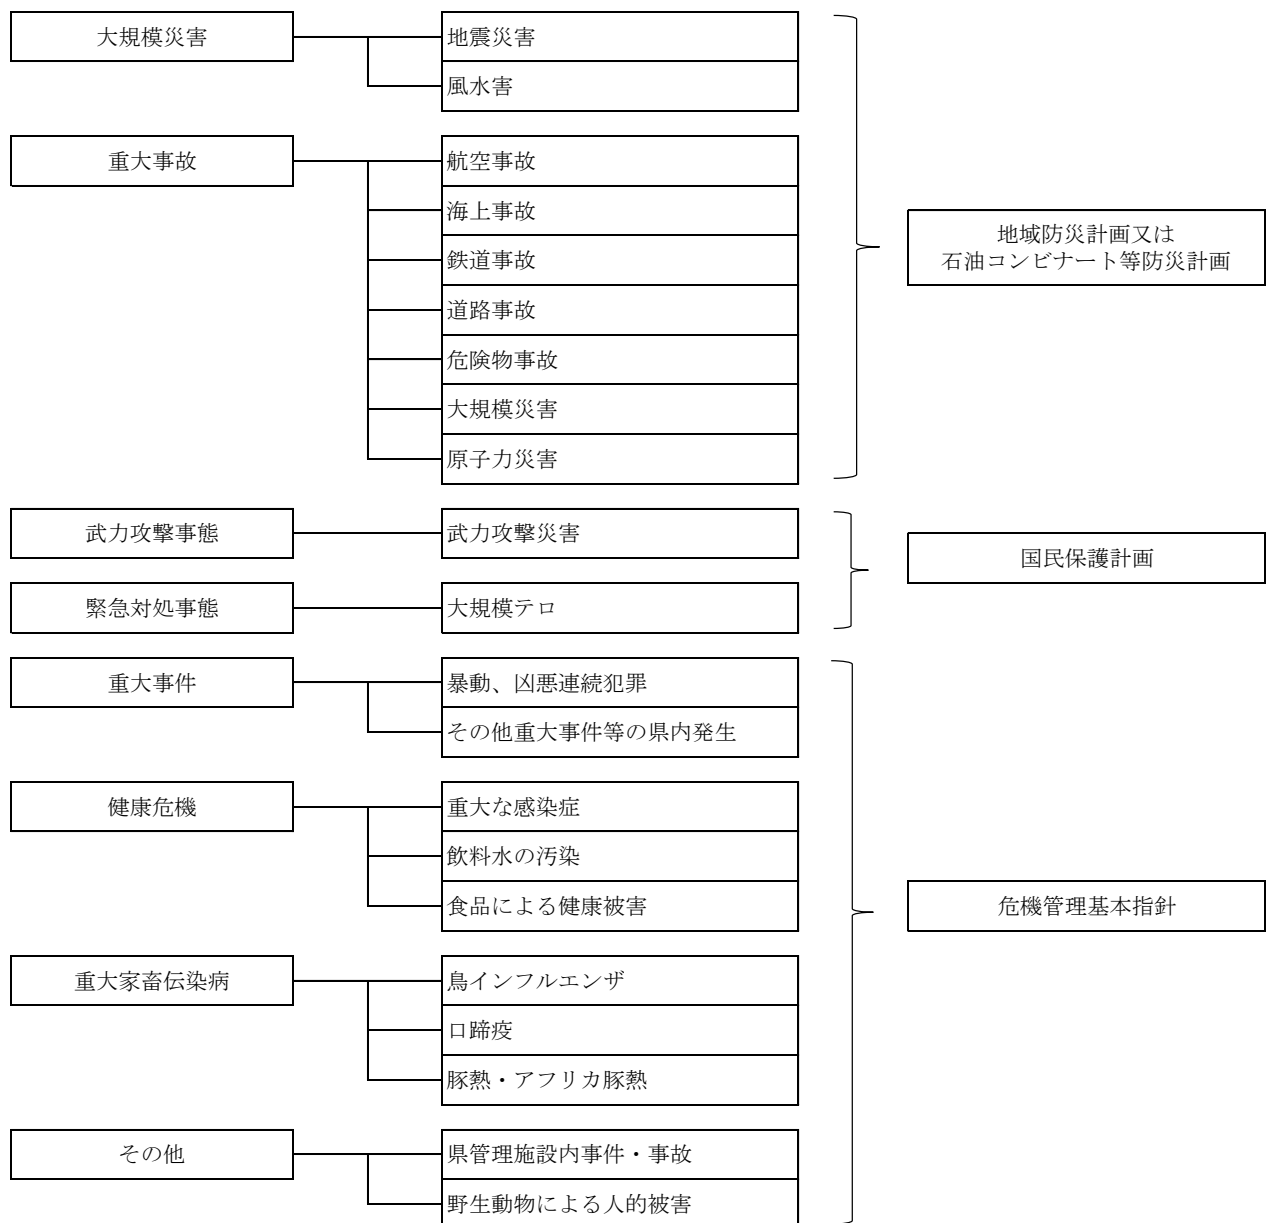 大規模災害
地震災害
風水害
重大事故
航空事故
海上事故
鉄道事故
道路事故
危険物事故
大規模災害
原子力災害
地域防災計画又は
石油コンビナート等防災計画
武力攻撃事態
武力攻撃災害
緊急対処事態
大規模テロ
国民保護計画
重大事件
暴動、凶悪連続犯罪
その他重大事件等の県内発生
健康危機
重大な感染症
飲料水の汚染
食品による健康被害
重大家畜伝染病
鳥インフルエンザ
口蹄疫
豚熱・アフリカ豚熱
その他
県管理施設内事件・事故
野生動物による人的被害
危機管理基本指針